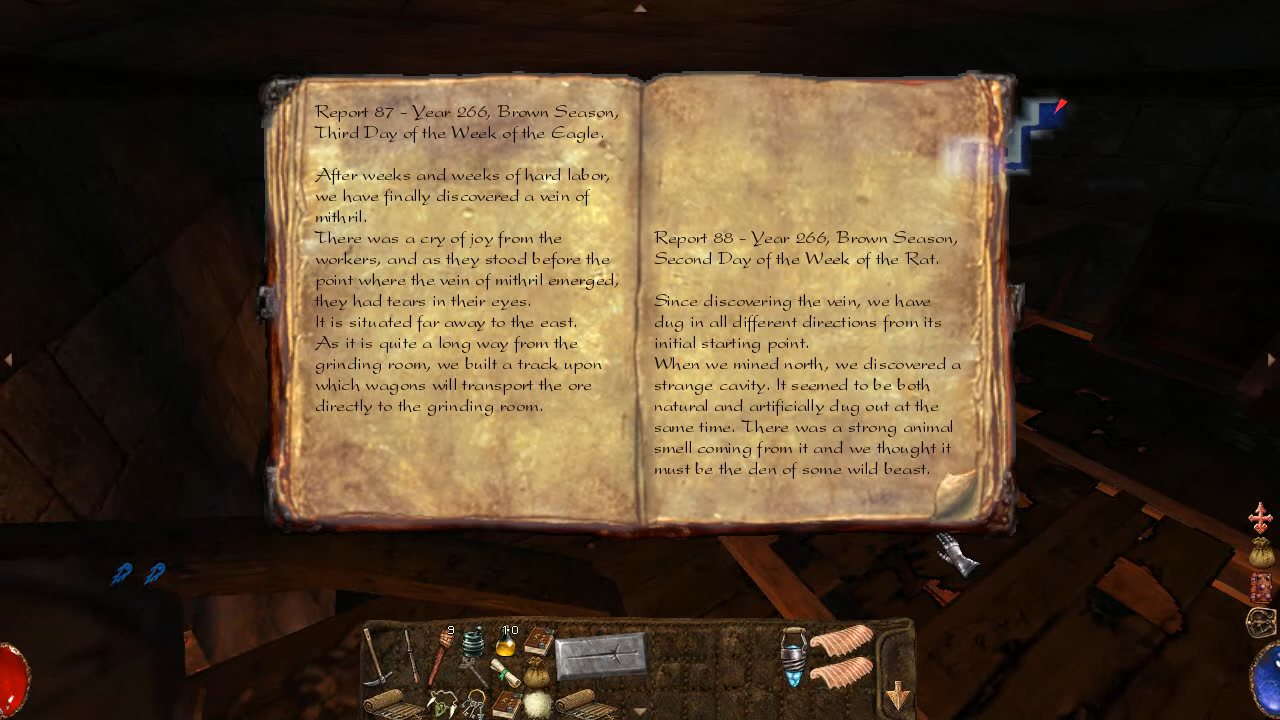 Report 87 - Year 266, Brown Season,
Third Day of the Week of the Eagle.
After weeks and weeks of hard labor,
we have finally discovered a vein of
mithril.
There was a cry of joy from the
workers, and as they stood before the
point where the vein of mithril emerged,
they had tears in their eyes.
It is situated far away to the east.
As it is quite a long way from the
grinding room, we built a track upon
which wagons will transport the ore
directly to the grinding room.
Report 88 - Year 266, Brown Season,
Second Day of the Week of the Rat.
Since discovering the vein, we have
dug in all different directions from its
initial starting point.
When we mined north, we discovered a
strange cavity. It seemed to be both
natural and artificially dug out at the
same time. There was a strong animal
smell coming from it and we thought it
must be the den of some wild beast.
9
10